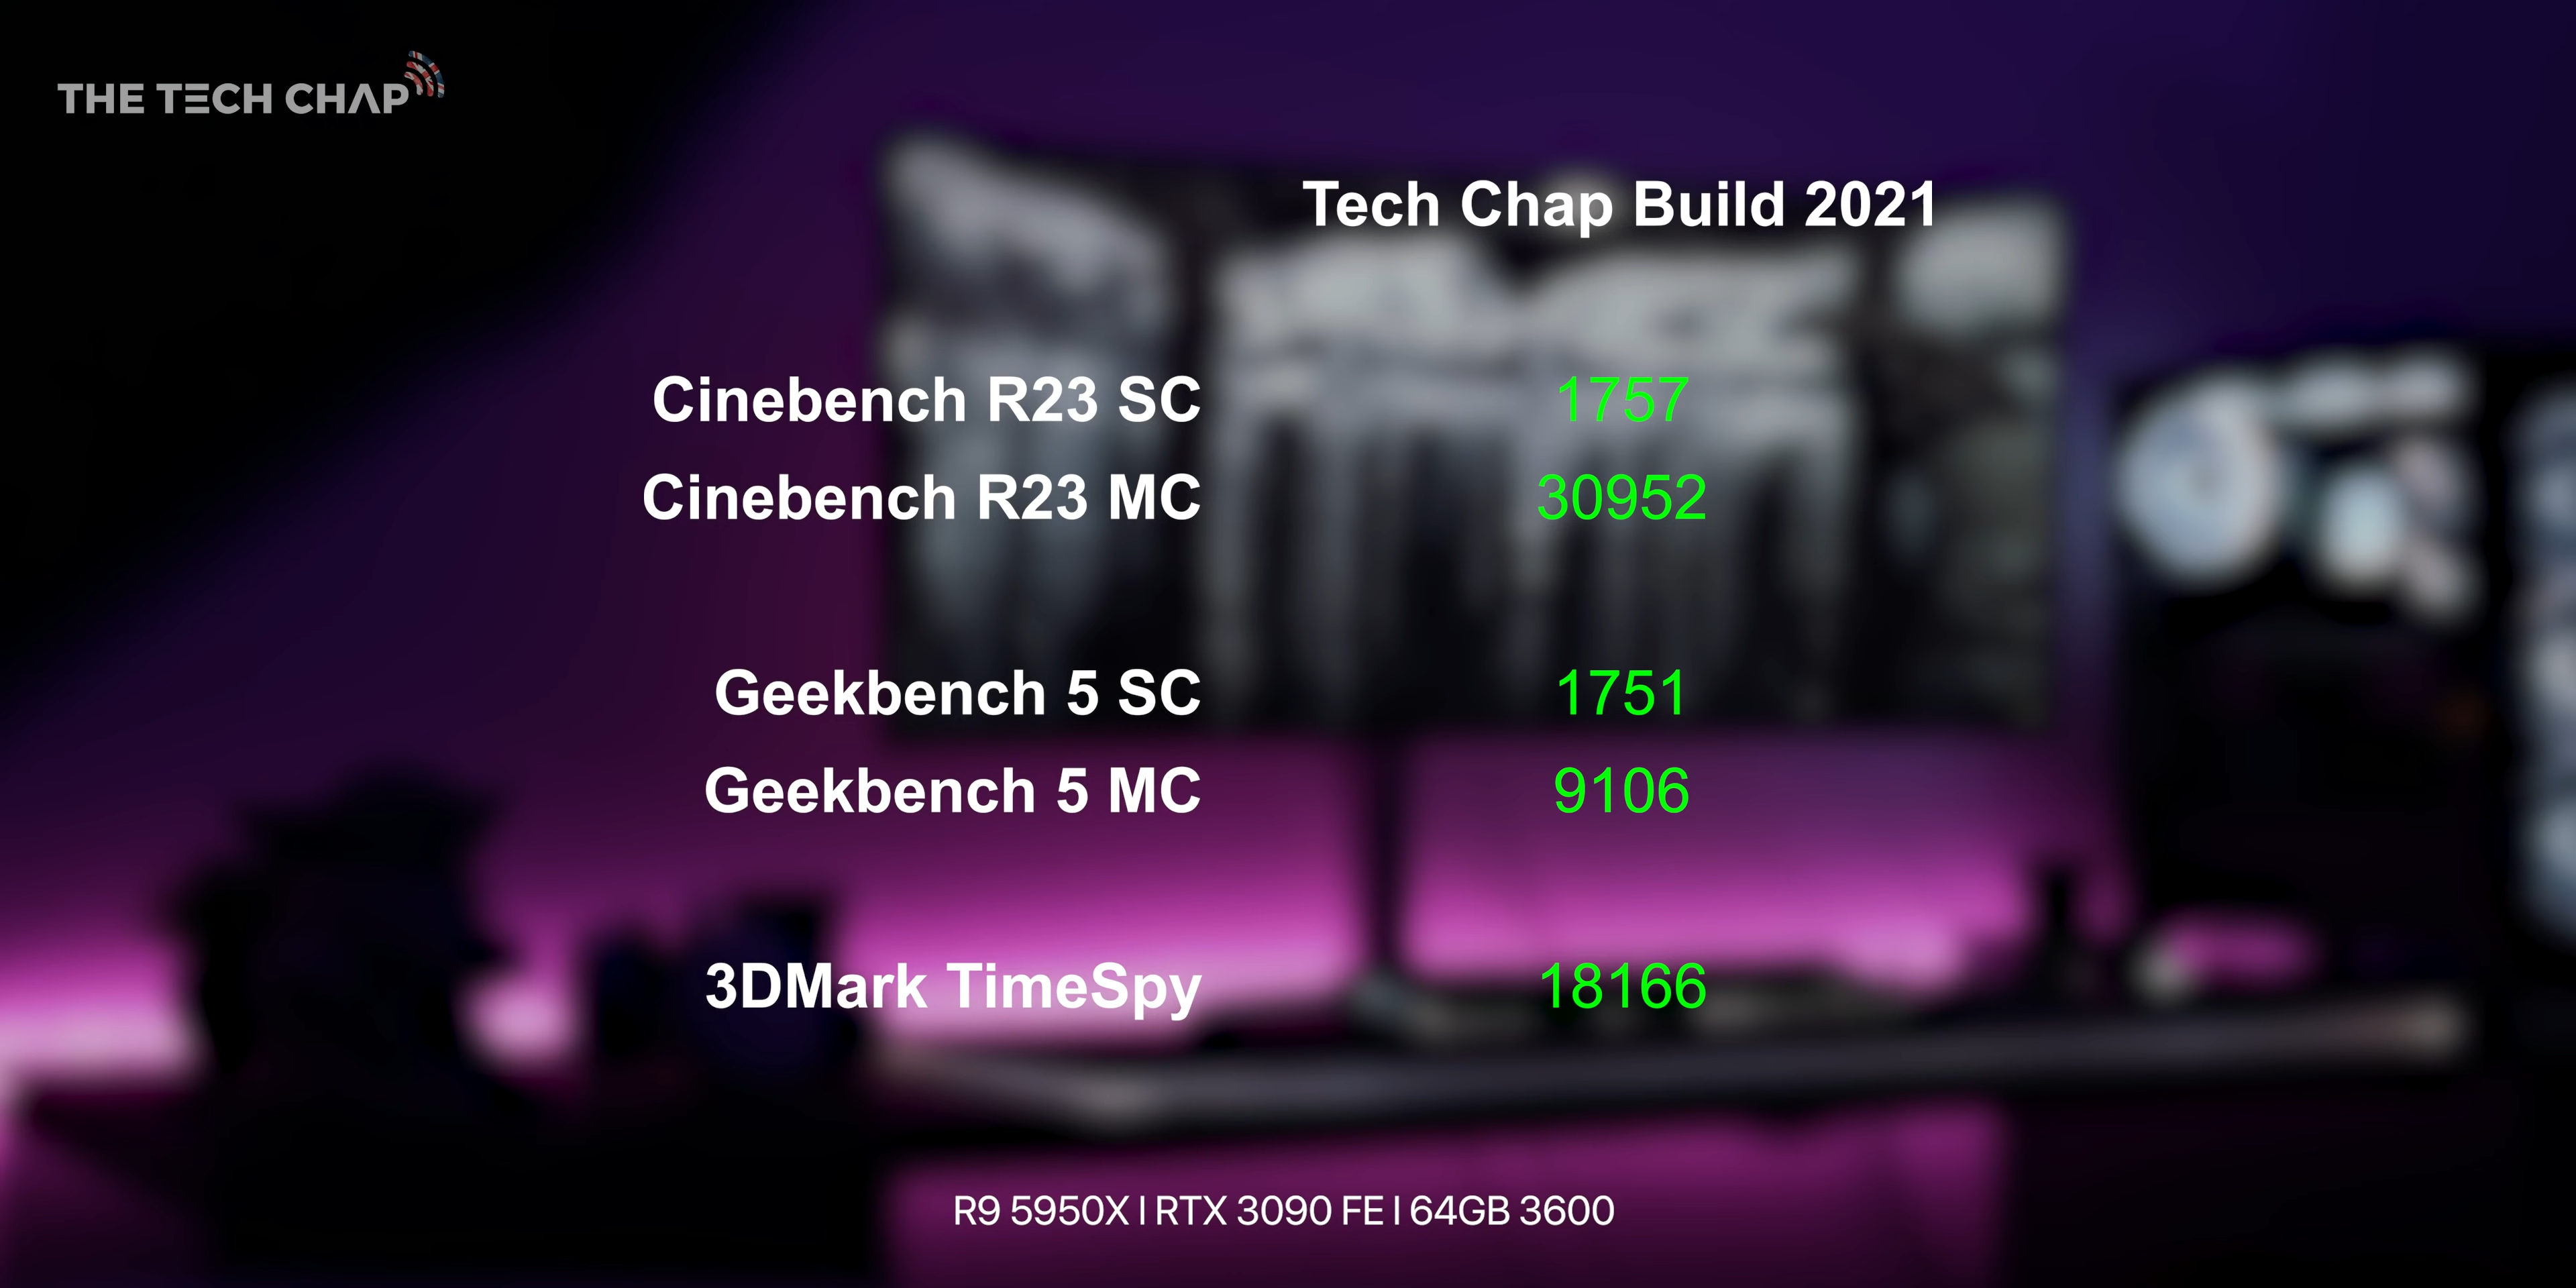 THE TECH CHAP
Tech Chap Build 2021
Cinebench R23 SC 1757
Cinebench R23 MC 30952
Geekbench 5 SC 1751
Geekbench 5 MC 9106
3DMark TimeSpy 18166
R9 5950X | RTX 3090 FE | 64GB 3600